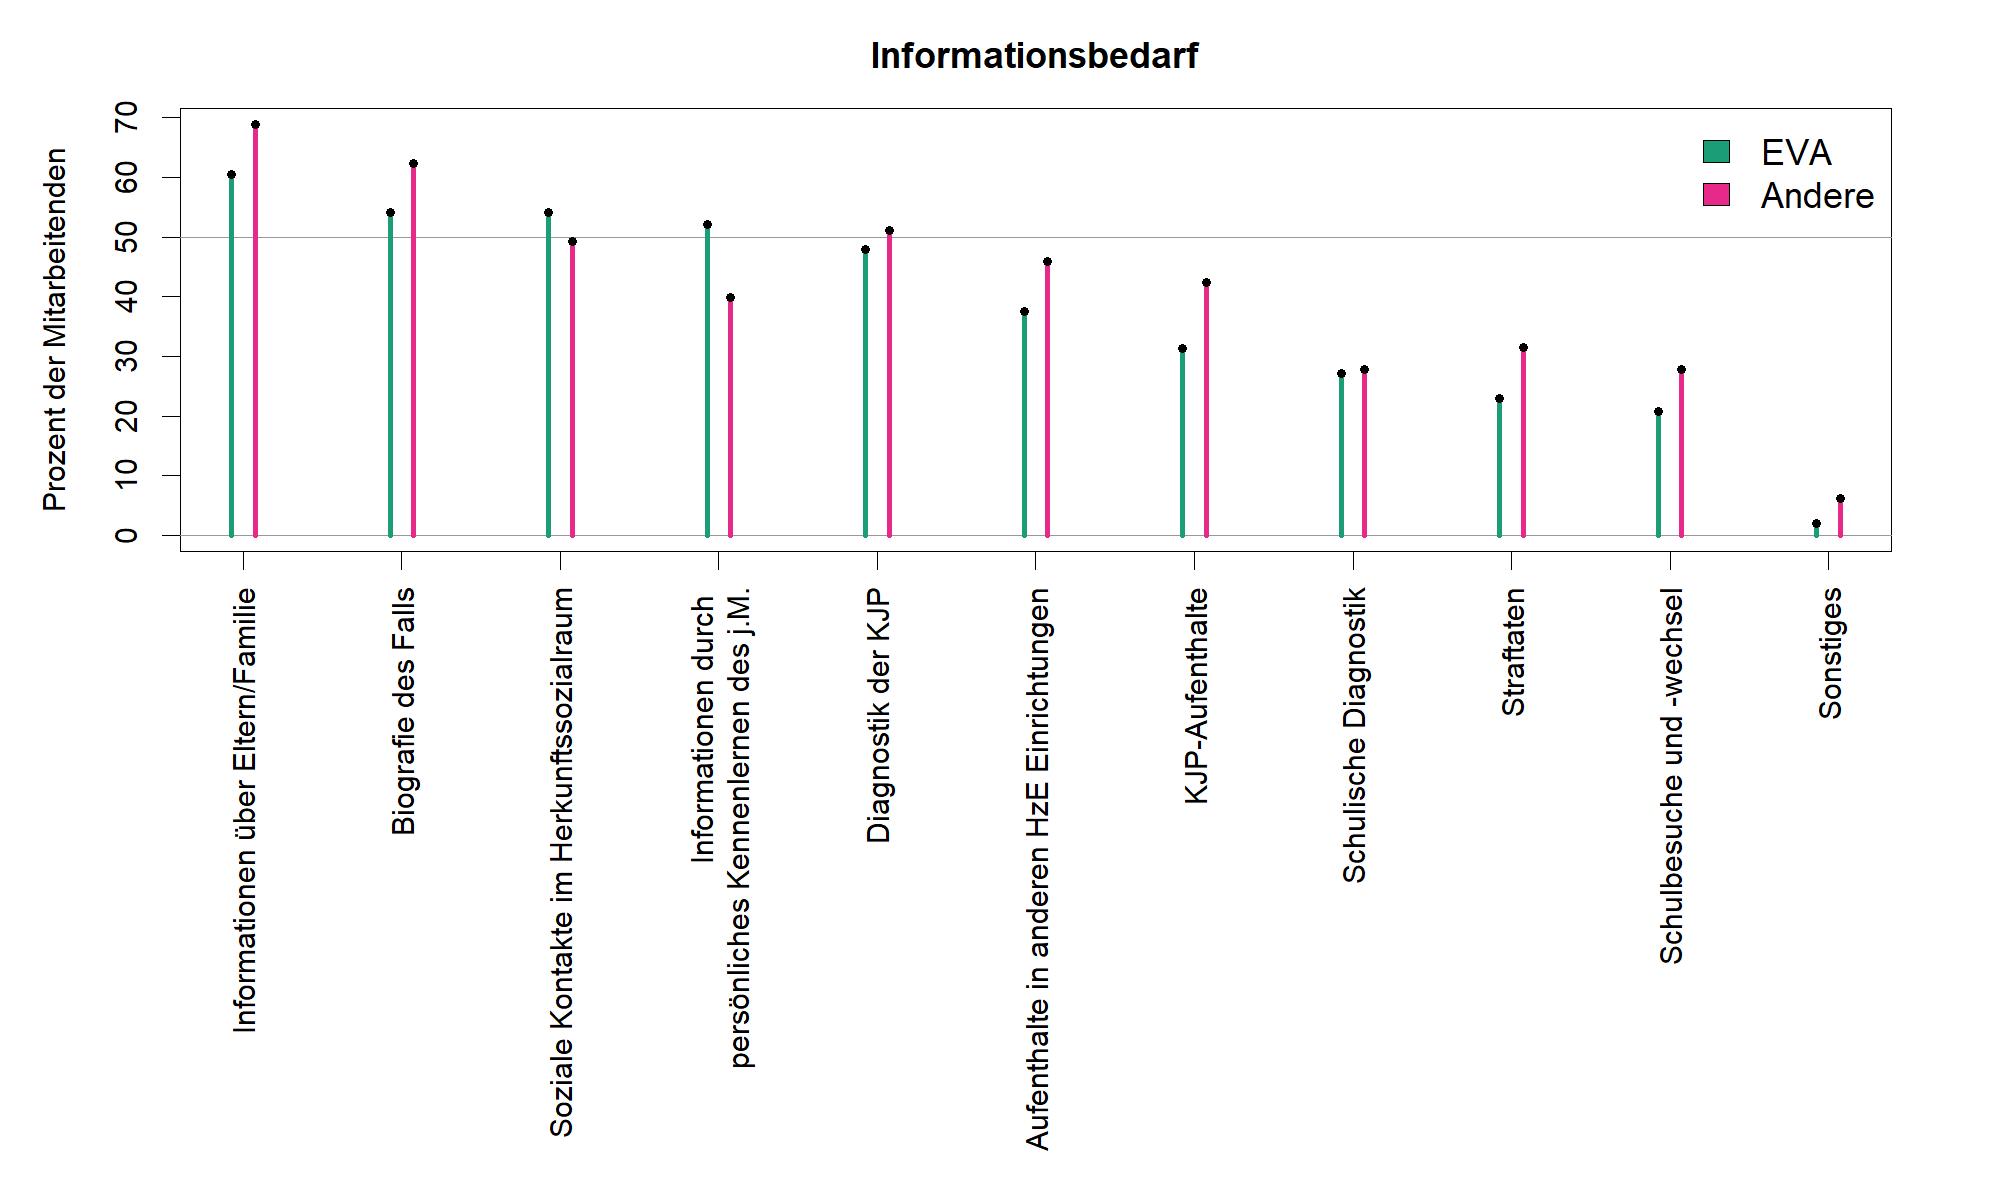 Informationsbedarf
Prozent der Mitarbeitenden
70
60
50
40
30
20
10
0
EVA
Andere
Informationen über Eltern/Familie
Biografie des Falls
Soziale Kontakte im Herkunftssozialraum
Informationen durch
persönliches Kennenlernen des j.M.
Diagnostik der KJP
Aufenthalte in anderen HzE Einrichtungen
KJP-Aufenthalte
Schulische Diagnostik
Straftaten
Schulbesuche und -wechsel
Sonstiges